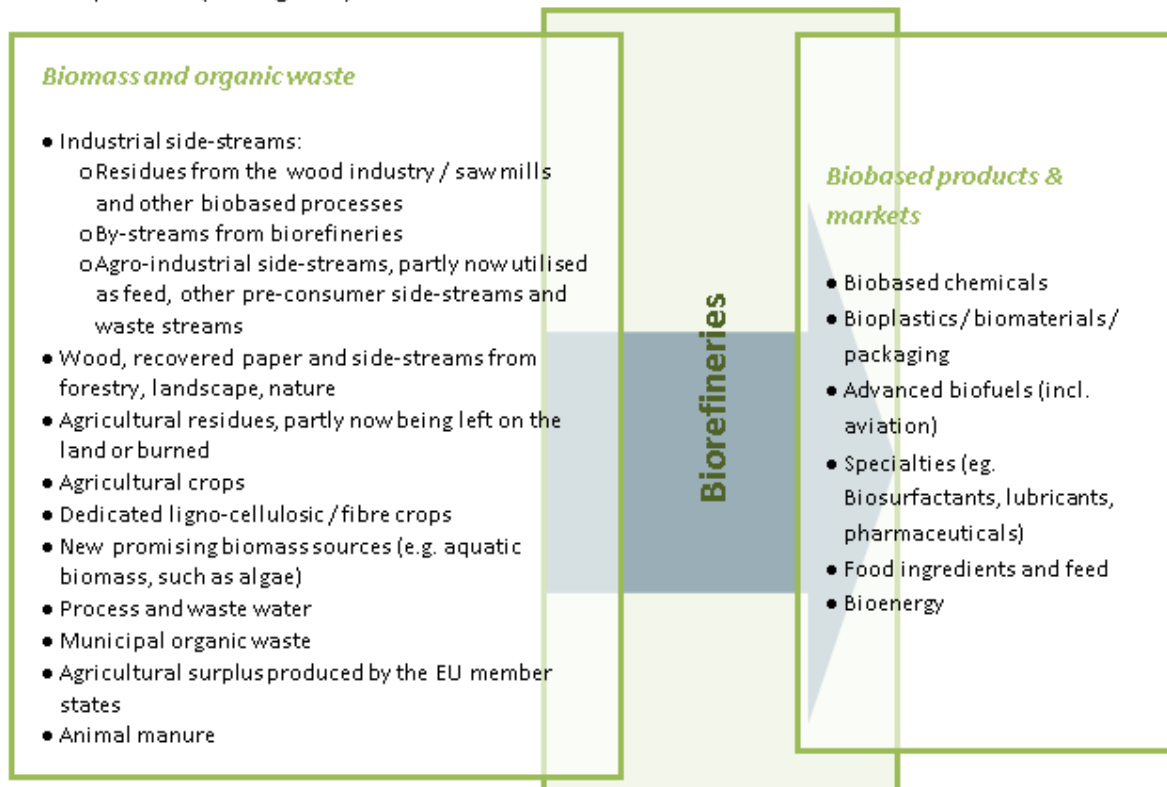 Biomass and organic waste
● Industrial side-streams:
o Residues from the wood industry / saw mills
and other biobased processes
o By-streams from biorefineries
o Agro-industrial side-streams, partly now utilised
as feed, other pre-consumer side-streams and
waste streams
● Wood, recovered paper and side-streams from
forestry, landscape, nature
● Agricultural residues, partly now being left on the
land or burned
● Agricultural crops
● Dedicated ligno-cellulosic / fibre crops
● New promising biomass sources (e.g. aquatic
biomass, such as algae)
● Process and waste water
● Municipal organic waste
● Agricultural surplus produced by the EU member
states
● Animal manure
Biorefineries
Biobased products &
markets
● Biobased chemicals
● Bioplastics / biomaterials /
packaging
● Advanced biofuels (incl.
aviation)
● Specialties (eg.
Biosurfactants, lubricants,
pharmaceuticals)
● Food ingredients and feed
● Bioenergy